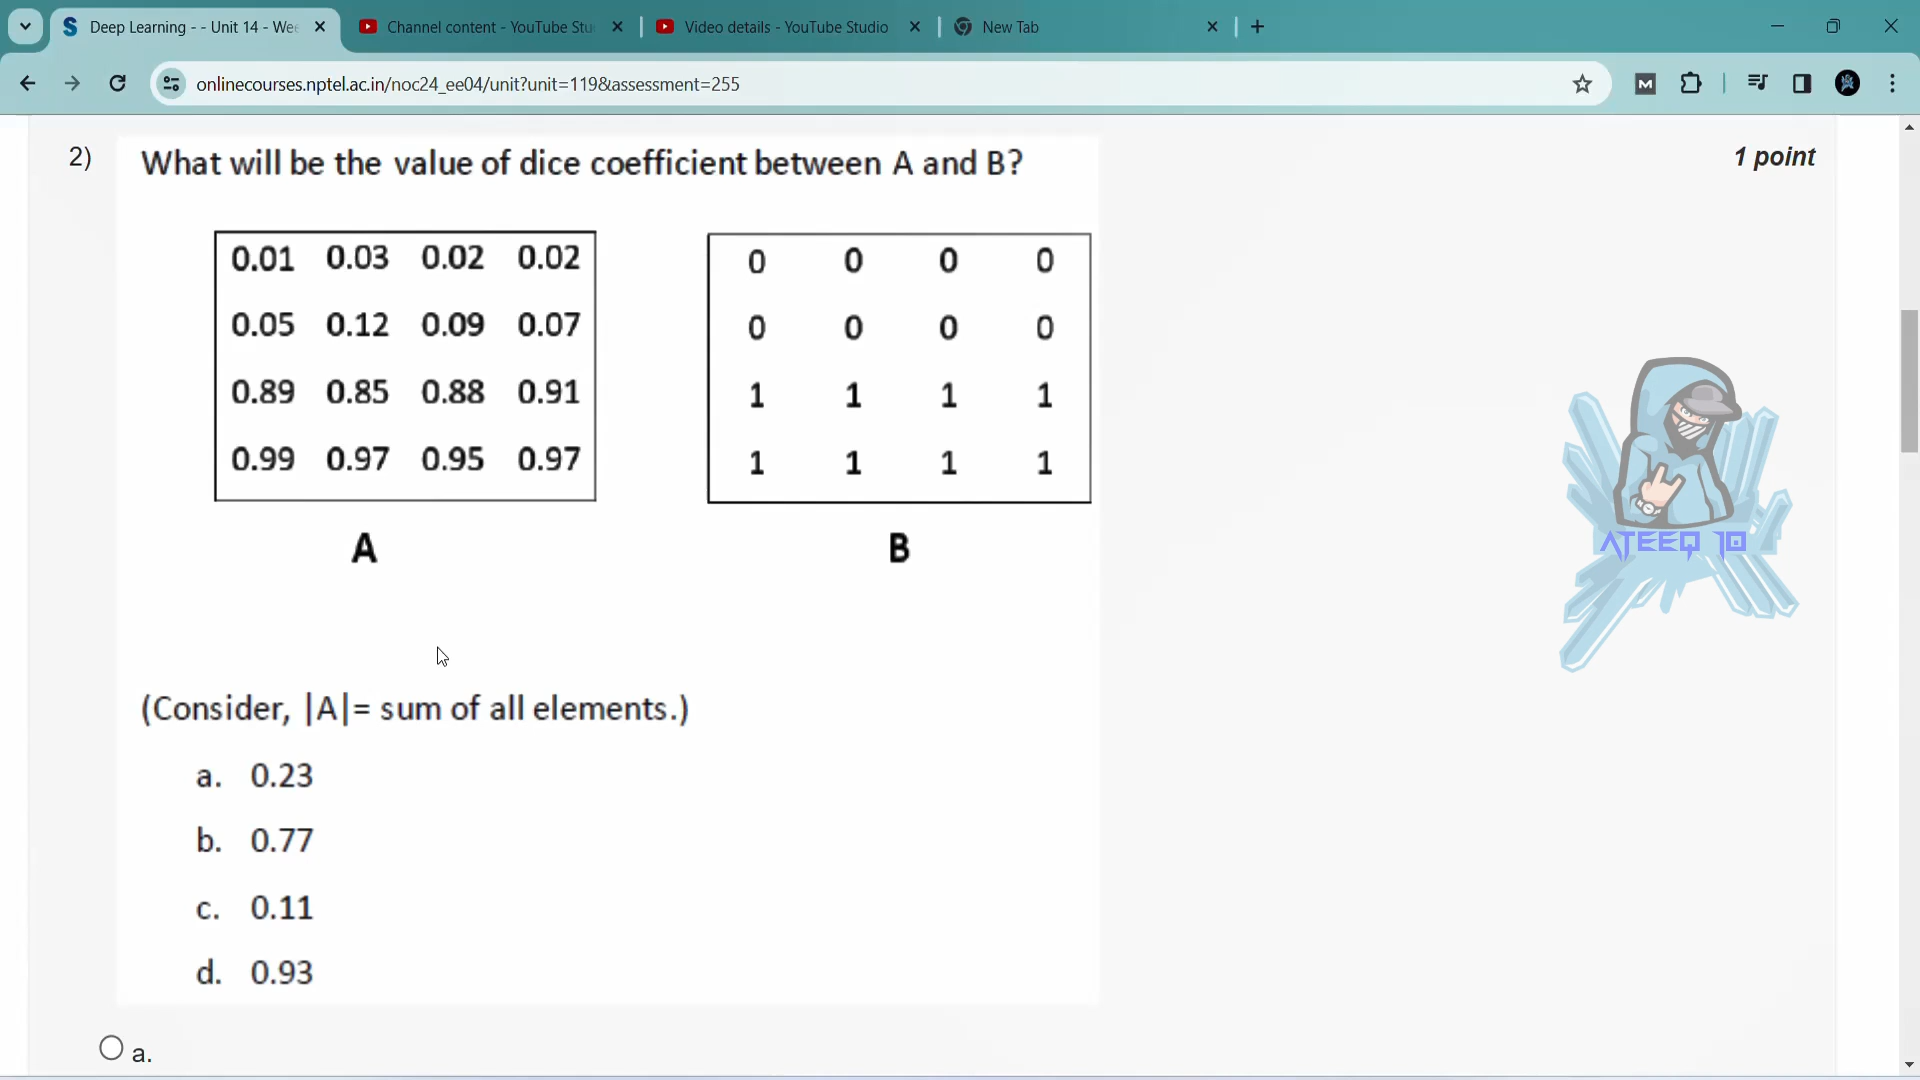 Deep Learning - - Unit 14 - Wee
Channel content - YouTube Stu
Video details - YouTube Studio
New Tab
onlinecourses.nptel.ac.in/noc24_ee04/unit?unit=119&assessment=255
2)
What will be the value of dice coefficient between A and B?
1 point
0.01 0.03 0.02 0.02
0.05 0.12 0.09 0.07
0.89 0.85 0.88 0.91
0.99 0.97 0.95 0.97
A
0 0 0 0
0 0 0 0
1 1 1 1
1 1 1 1
B
ATEEQ 10
(Consider, |A|= sum of all elements.)
a. 0.23
b. 0.77
c. 0.11
d. 0.93
a.